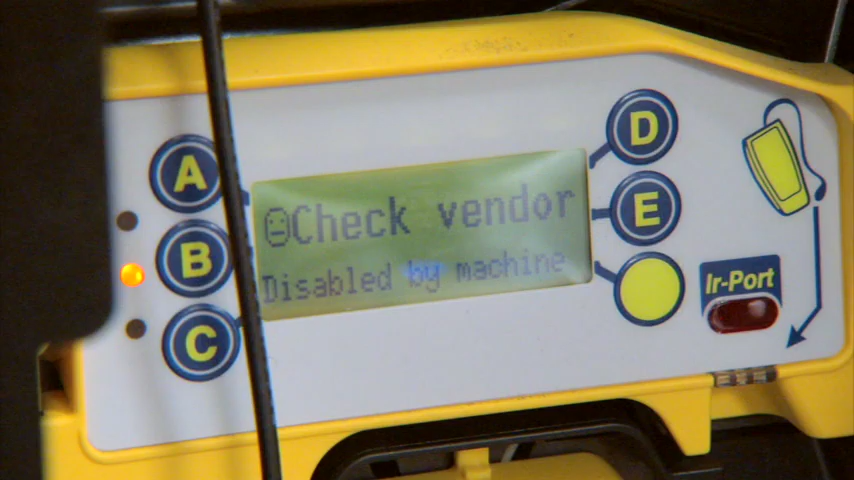 A
B
C
Check vendor
Disabled by machine
D
E
Ir-Port